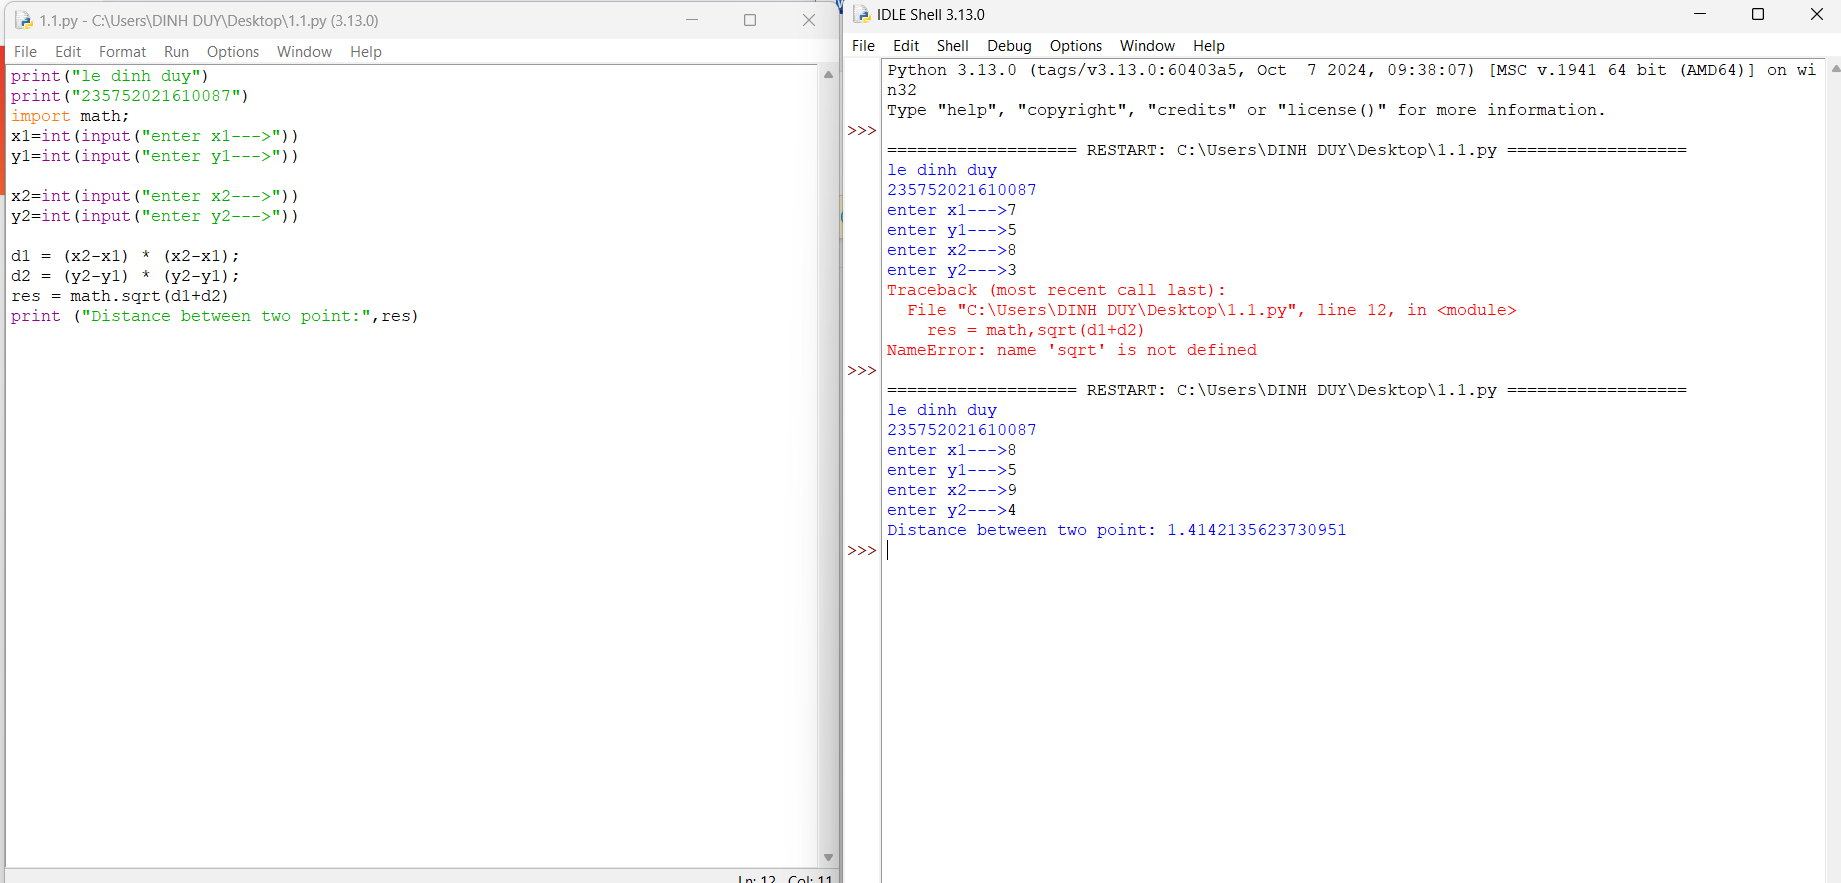 1.1.py - C:\Users\DINH DUY\Desktop\1.1.py (3.13.0)
File Edit Format Run Options Window Help
print("le dinh duy")
print("235752021610087")
import math;
x1=int(input("enter x1--->"))
y1=int(input("enter y1--->"))
x2=int(input("enter x2--->"))
y2=int(input("enter y2--->"))
d1 = (x2-x1) * (x2-x1);
d2 = (y2-y1) * (y2-y1);
res = math.sqrt(d1+d2)
print ("Distance between two point:",res)
Ln: 12 Col: 11
IDLE Shell 3.13.0
File Edit Shell Debug Options Window Help
Python 3.13.0 (tags/v3.13.0:60403a5, Oct  7 2024, 09:38:07) [MSC v.1941 64 bit (AMD64)] on wi
n32
Type "help", "copyright", "credits" or "license()" for more information.
>>>
=================== RESTART: C:\Users\DINH DUY\Desktop\1.1.py ==================
le dinh duy
235752021610087
enter x1--->7
enter y1--->5
enter x2--->8
enter y2--->3
Traceback (most recent call last):
  File "C:\Users\DINH DUY\Desktop\1.1.py", line 12, in <module>
    res = math,sqrt(d1+d2)
NameError: name 'sqrt' is not defined
>>>
=================== RESTART: C:\Users\DINH DUY\Desktop\1.1.py ==================
le dinh duy
235752021610087
enter x1--->8
enter y1--->5
enter x2--->9
enter y2--->4
Distance between two point: 1.4142135623730951
>>>